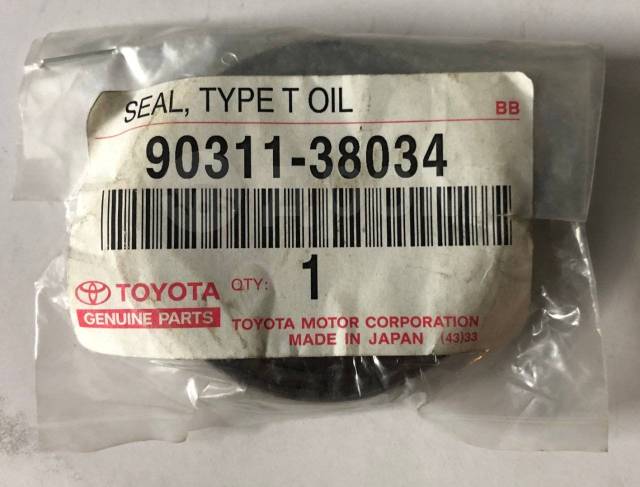 SEAL, TYPE T OIL
BB
90311-38034
TOYOTA
QTY: 1
GENUINE PARTS
TOYOTA MOTOR CORPORATION
MADE IN JAPAN (43)33